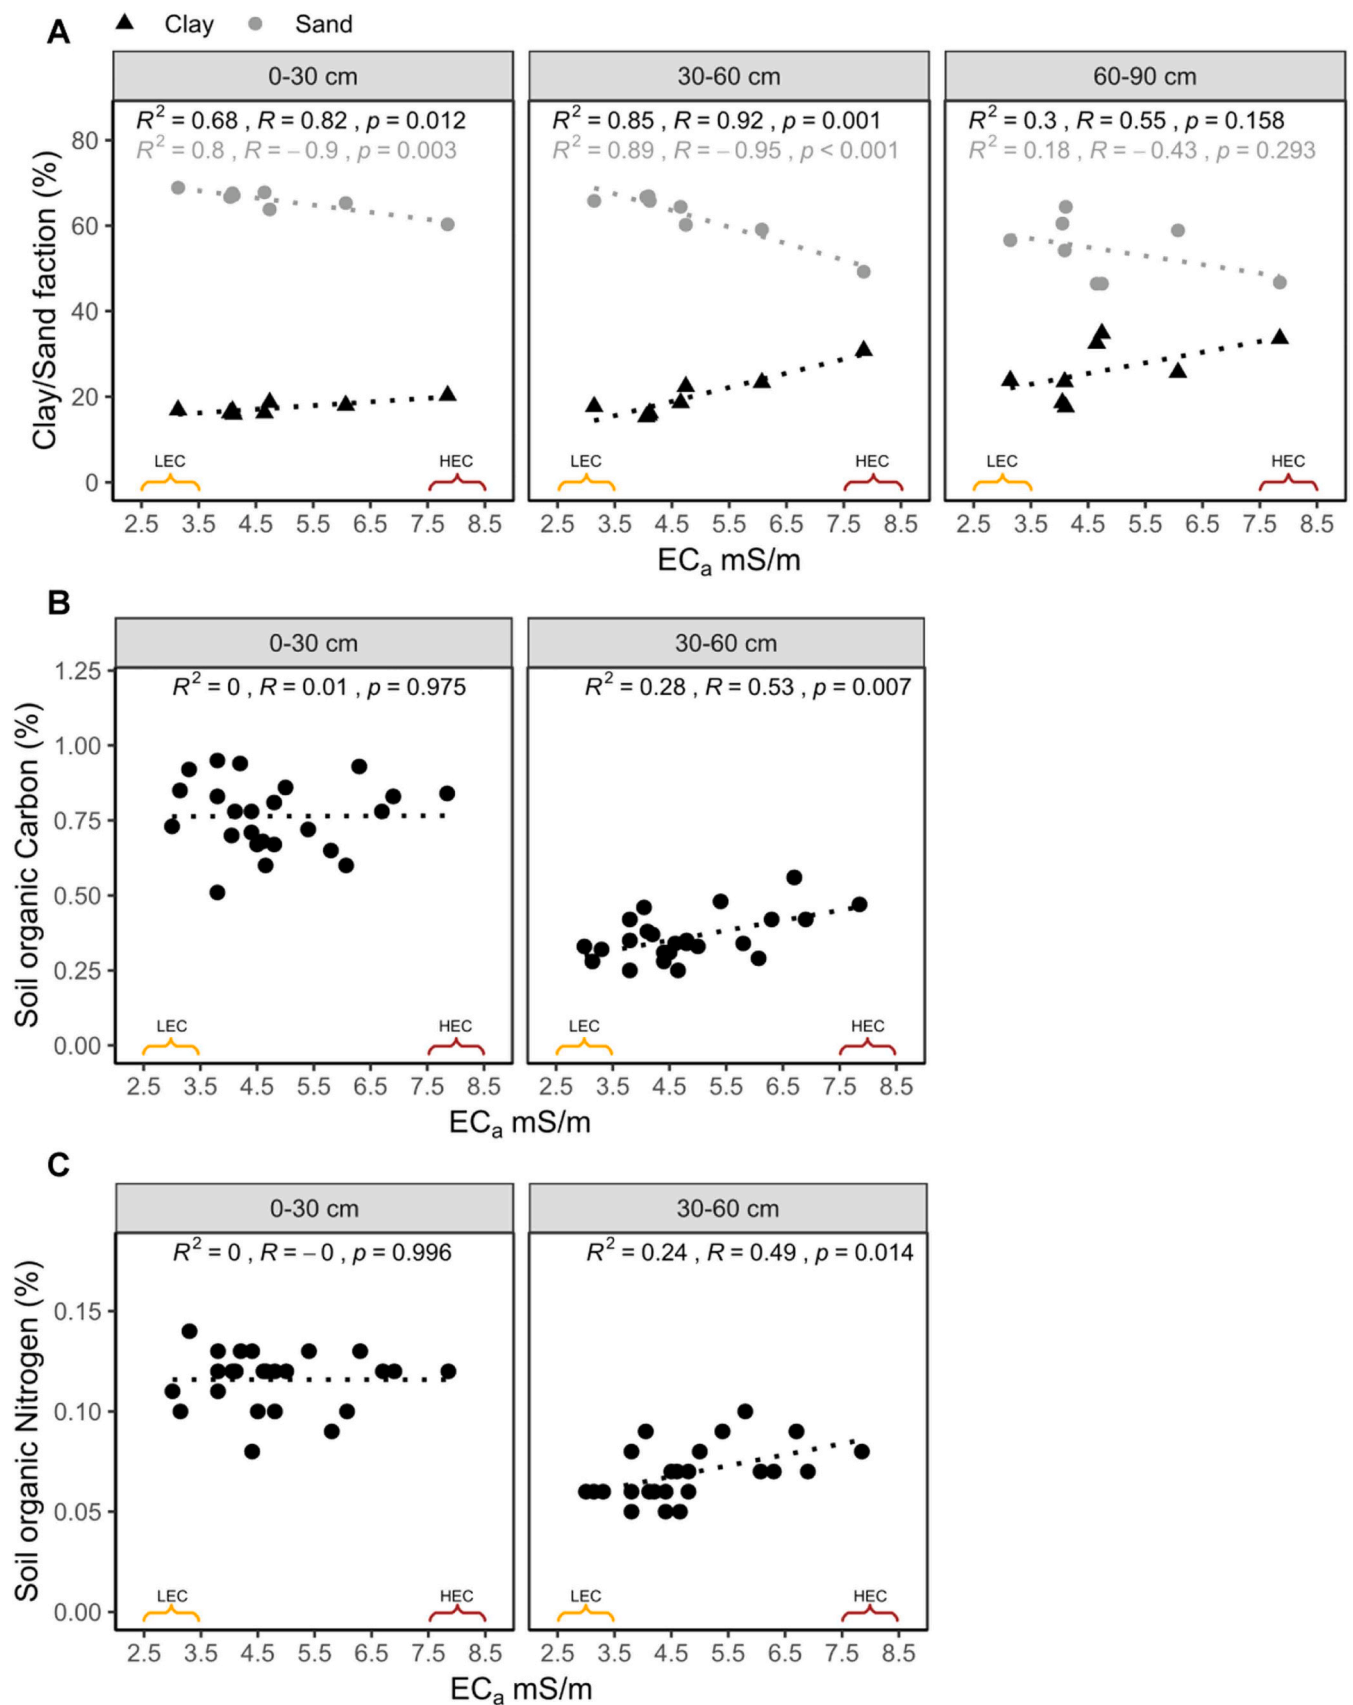 A
Clay Sand
0-30 cm 30-60 cm 60-90 cm
R² = 0.68 , R = 0.82 , p = 0.012 R² = 0.85 , R = 0.92 , p = 0.001 R² = 0.3 , R = 0.55 , p = 0.158
R² = 0.8 , R = −0.9 , p = 0.003 R² = 0.89 , R = −0.95 , p < 0.001 R² = 0.18 , R = −0.43 , p = 0.293
Clay/Sand faction (%)
80
60
40
20
0
LEC HEC LEC HEC LEC HEC
2.5 3.5 4.5 5.5 6.5 7.5 8.5 2.5 3.5 4.5 5.5 6.5 7.5 8.5 2.5 3.5 4.5 5.5 6.5 7.5 8.5
ECₐ mS/m
B
0-30 cm 30-60 cm
R² = 0 , R = 0.01 , p = 0.975 R² = 0.28 , R = 0.53 , p = 0.007
Soil organic Carbon (%)
1.25
1.00
0.75
0.50
0.25
0.00
LEC HEC LEC HEC
2.5 3.5 4.5 5.5 6.5 7.5 8.5 2.5 3.5 4.5 5.5 6.5 7.5 8.5
ECₐ mS/m
C
0-30 cm 30-60 cm
R² = 0 , R = −0 , p = 0.996 R² = 0.24 , R = 0.49 , p = 0.014
Soil organic Nitrogen (%)
0.15
0.10
0.05
0.00
LEC HEC LEC HEC
2.5 3.5 4.5 5.5 6.5 7.5 8.5 2.5 3.5 4.5 5.5 6.5 7.5 8.5
ECₐ mS/m